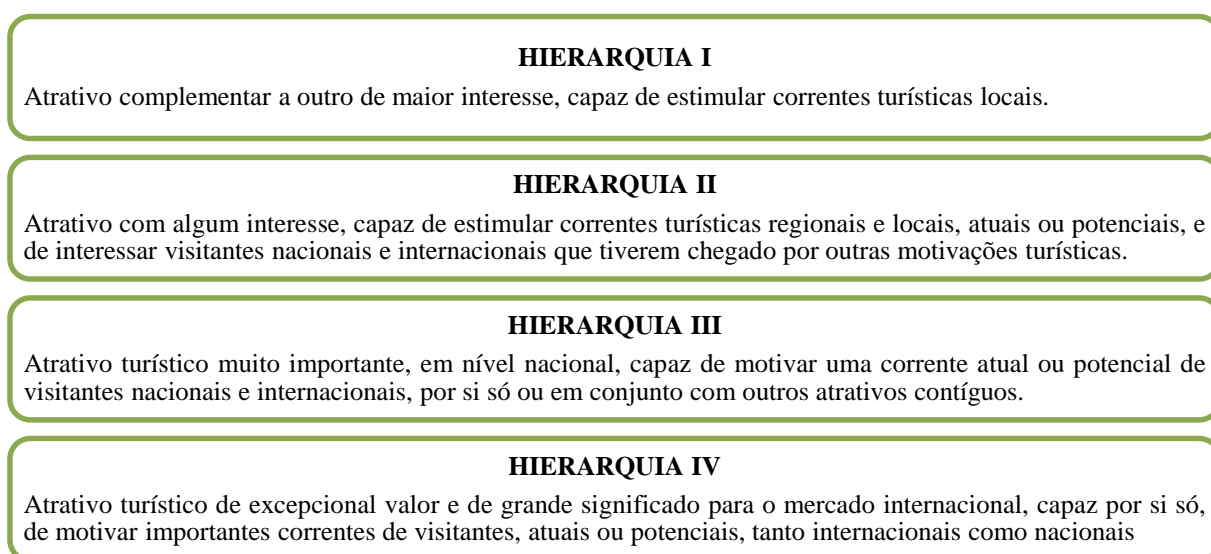 HIERARQUIA I
Atrativo complementar a outro de maior interesse, capaz de estimular correntes turísticas locais.
HIERARQUIA II
Atrativo com algum interesse, capaz de estimular correntes turísticas regionais e locais, atuais ou potenciais, e
de interessar visitantes nacionais e internacionais que tiverem chegado por outras motivações turísticas.
HIERARQUIA III
Atrativo turístico muito importante, em nível nacional, capaz de motivar uma corrente atual ou potencial de
visitantes nacionais e internacionais, por si só ou em conjunto com outros atrativos contíguos.
HIERARQUIA IV
Atrativo turístico de excepcional valor e de grande significado para o mercado internacional, capaz por si só,
de motivar importantes correntes de visitantes, atuais ou potenciais, tanto internacionais como nacionais